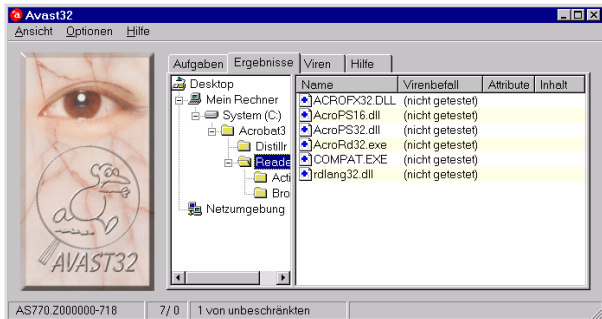 Avast32
Ansicht Optionen Hilfe
Aufgaben Ergebnisse Viren Hilfe
Desktop
Mein Rechner
System (C:)
Acrobat3
Distillr
Reade
Acti
Bro
Netzumgebung
Name Virenbefall Attribute Inhalt
ACROFX32.DLL (nicht getestet)
AcroPS16.dll (nicht getestet)
AcroPS32.dll (nicht getestet)
AcroRd32.exe (nicht getestet)
COMPAT.EXE (nicht getestet)
rdlang32.dll (nicht getestet)
AVAST32
AS770.Z000000-718 7/ 0 1 von unbeschränkten